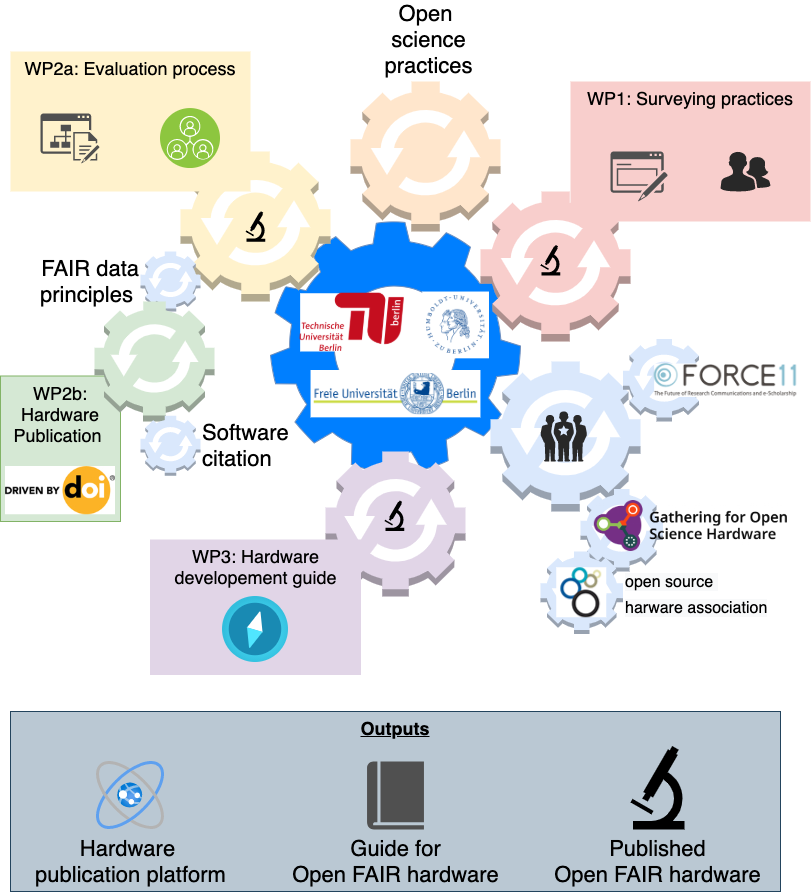 Open
science
practices
WP2a: Evaluation process
WP1: Surveying practices
FAIR data
principles
Technische
Universität
Berlin
berlin
HUMBOLDT-UNIVERSITÄT
ZU BERLIN
Freie Universität Berlin
FORCE11
The Future of Research Communications and e-Scholarship
WP2b:
Hardware
Publication
DRIVEN BY doi®
Software
citation
Gathering for Open
Science Hardware
WP3: Hardware
developement guide
open source
harware association
Outputs
Hardware
publication platform
Guide for
Open FAIR hardware
Published
Open FAIR hardware